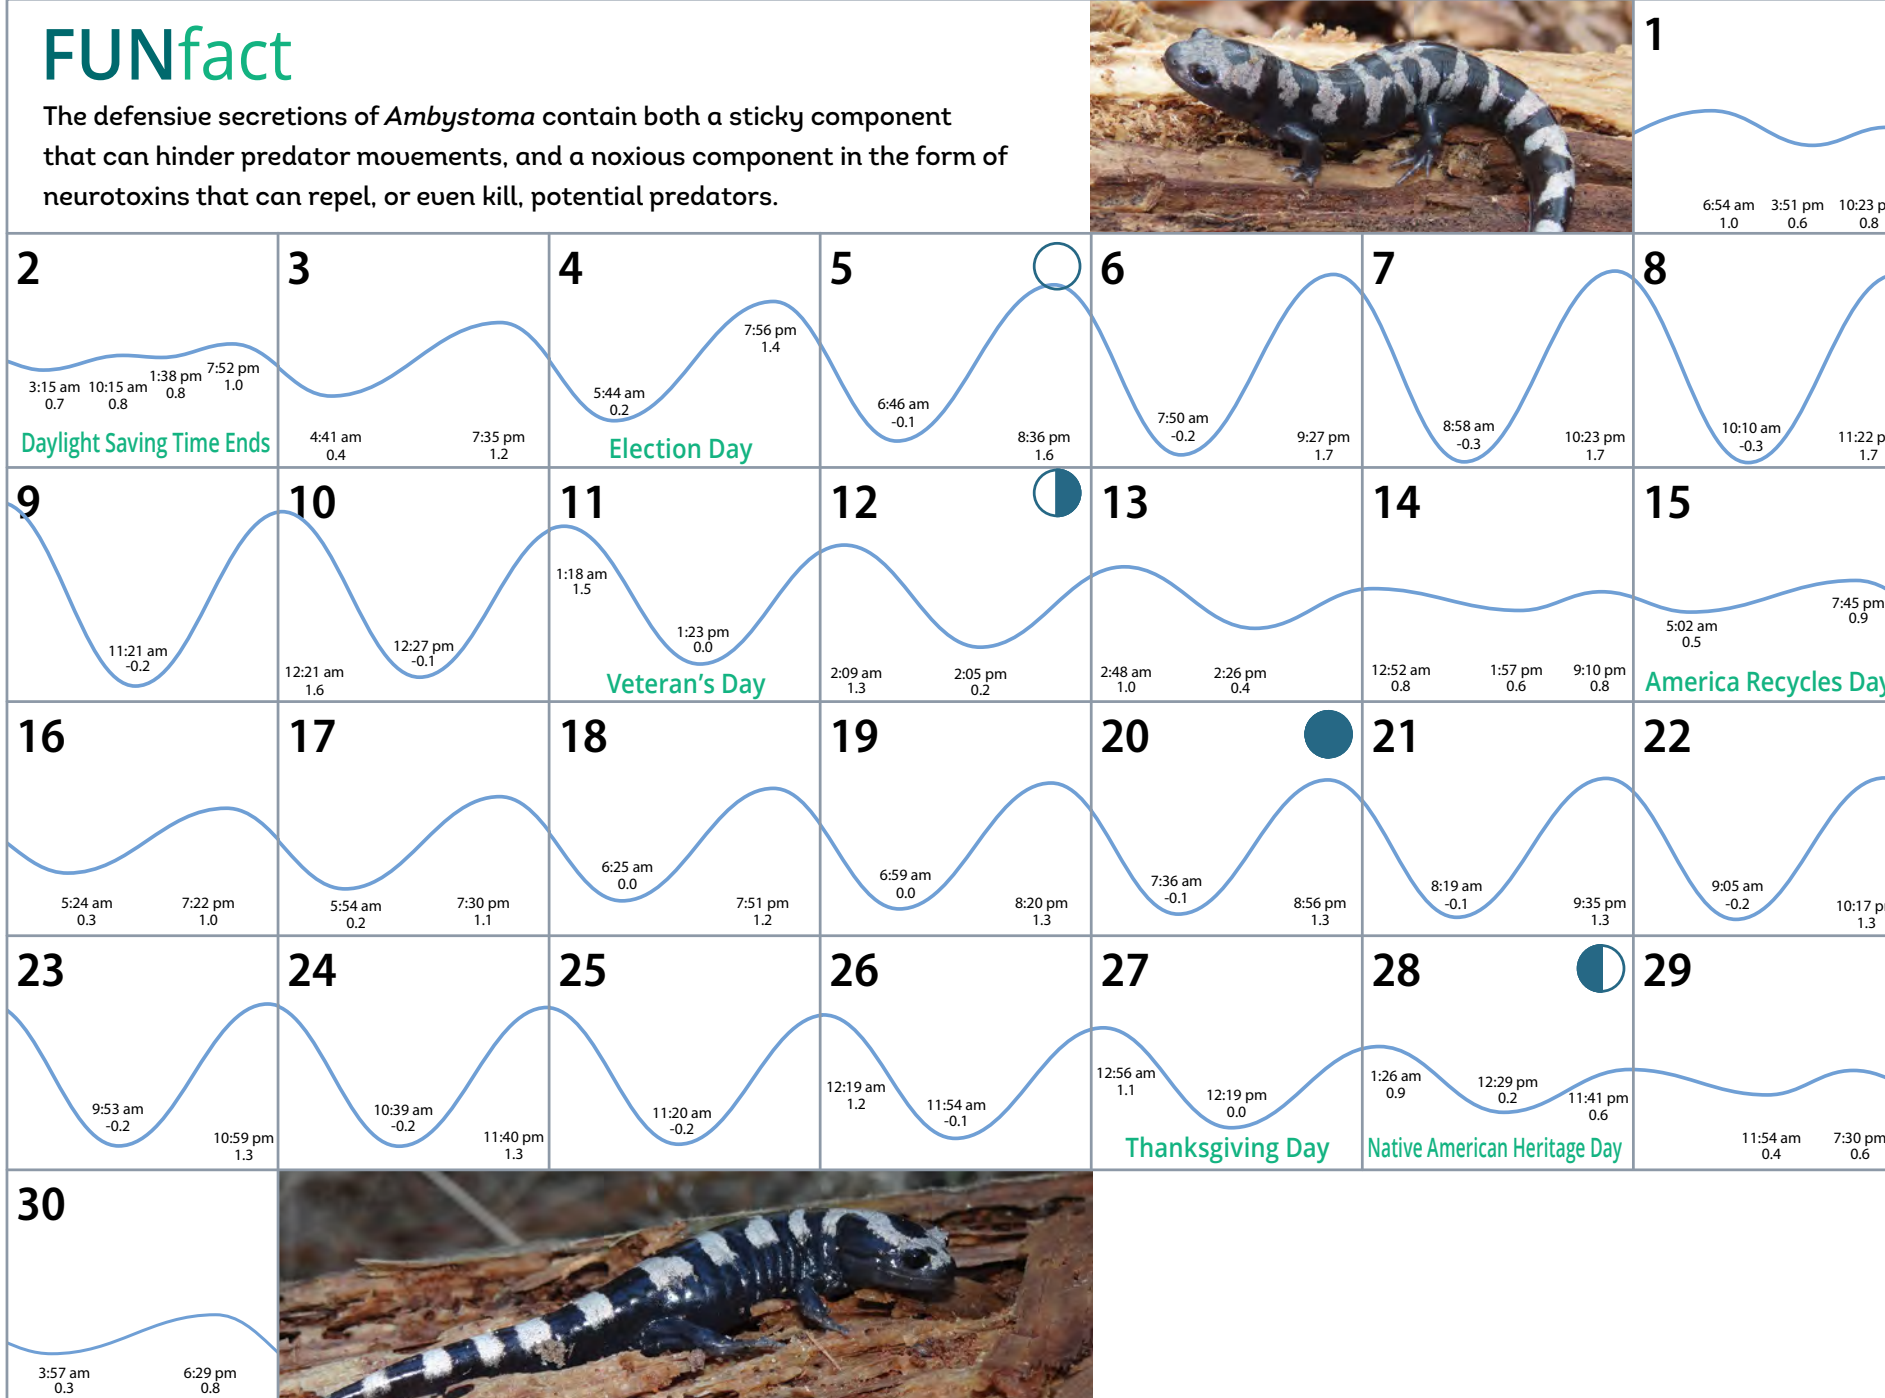 FUNfact
The defensive secretions of Ambystoma contain both a sticky component
that can hinder predator movements, and a noxious component in the form of
neurotoxins that can repel, or even kill, potential predators.
1
6:54 am 3:51 pm 10:23 p
1.0 0.6 0.8
2
3:15 am 10:15 am 1:38 pm 7:52 pm
0.7 0.8 0.8 1.0
Daylight Saving Time Ends
3
4:41 am 7:35 pm
0.4 1.2
4
5:44 am 7:56 pm
0.2 1.4
Election Day
5
6:46 am 8:36 pm
-0.1 1.6
6
7:50 am 9:27 pm
-0.2 1.7
7
8:58 am 10:23 pm
-0.3 1.7
8
10:10 am 11:22 p
-0.3 1.7
9
11:21 am
-0.2
10
12:21 am 12:27 pm
1.6 -0.1
11
1:18 am 1:23 pm
1.5 0.0
Veteran's Day
12
2:09 am 2:05 pm
1.3 0.2
13
2:48 am 2:26 pm
1.0 0.4
14
12:52 am 1:57 pm 9:10 pm
0.8 0.6 0.8
15
5:02 am 7:45 pm
0.5 0.9
America Recycles Day
16
5:24 am 7:22 pm
0.3 1.0
17
5:54 am 7:30 pm
0.2 1.1
18
6:25 am 7:51 pm
0.0 1.2
19
6:59 am 8:20 pm
0.0 1.3
20
7:36 am 8:56 pm
-0.1 1.3
21
8:19 am 9:35 pm
-0.1 1.3
22
9:05 am 10:17 p
-0.2 1.3
23
9:53 am 10:59 pm
-0.2 1.3
24
10:39 am 11:40 pm
-0.2 1.3
25
11:20 am
-0.2
26
12:19 am 11:54 am
1.2 -0.1
27
12:56 am 12:19 pm
1.1 0.0
Thanksgiving Day
28
1:26 am 12:29 pm 11:41 pm
0.9 0.2 0.6
Native American Heritage Day
29
11:54 am 7:30 pm
0.4 0.6
30
3:57 am 6:29 pm
0.3 0.8